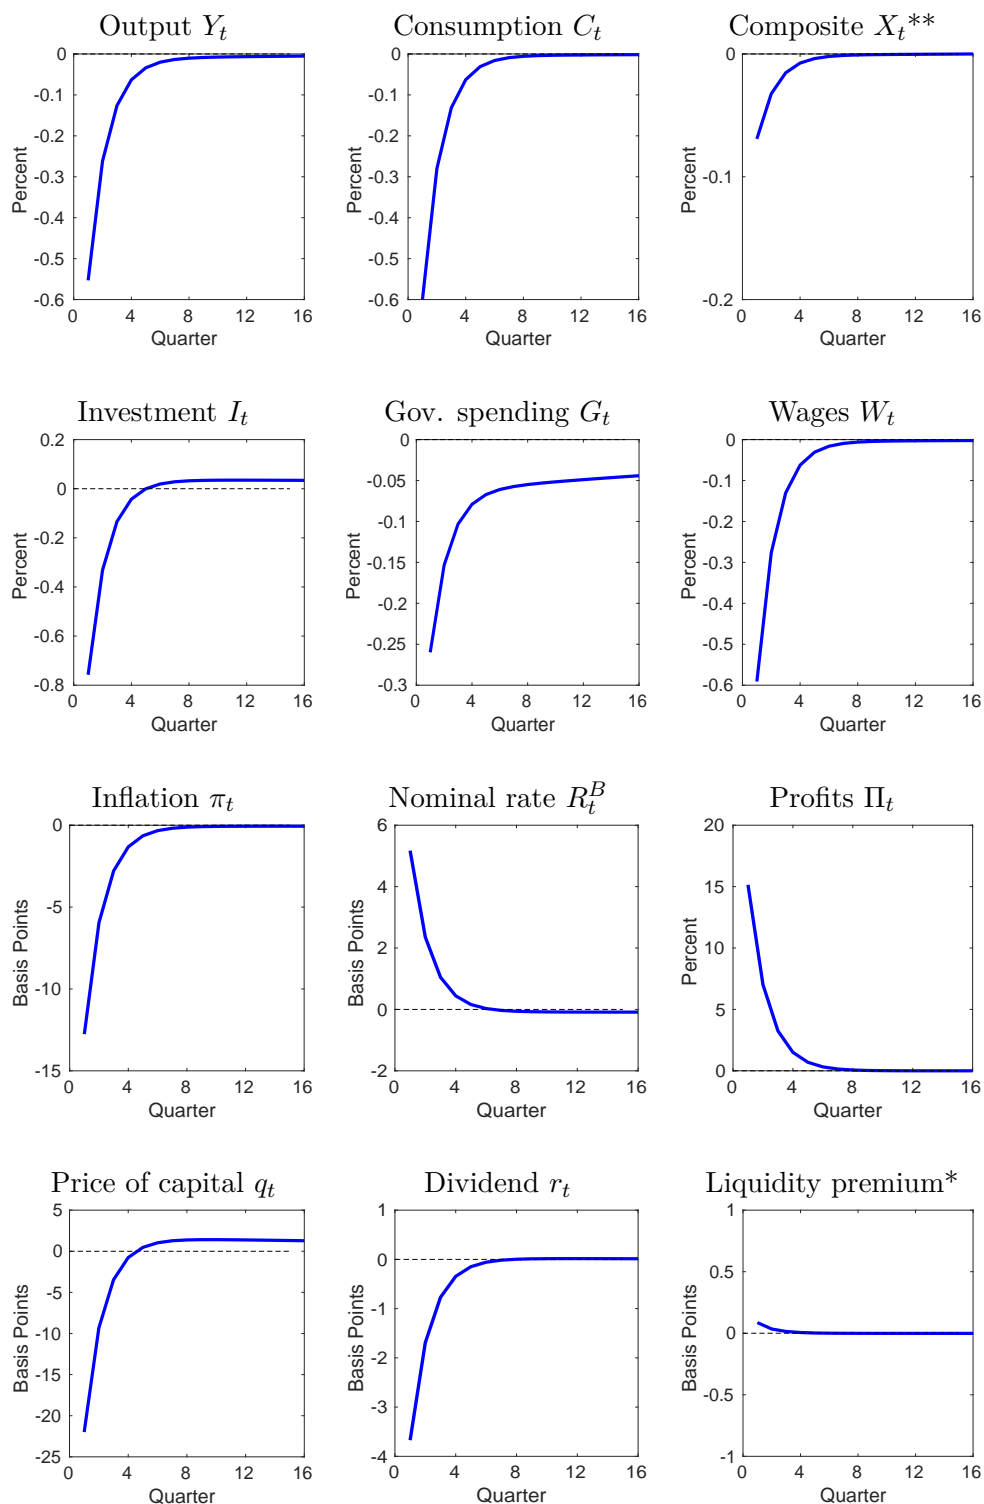 Output Y_t
Consumption C_t
Composite X_t**
0
-0.1
-0.2
-0.3
-0.4
-0.5
-0.6
Percent
0 4 8 12 16
Quarter
0
-0.1
-0.2
-0.3
-0.4
-0.5
-0.6
Percent
0 4 8 12 16
Quarter
0
-0.1
-0.2
Percent
0 4 8 12 16
Quarter
Investment I_t
Gov. spending G_t
Wages W_t
0.2
0
-0.2
-0.4
-0.6
-0.8
Percent
0 4 8 12 16
Quarter
0
-0.05
-0.1
-0.15
-0.2
-0.25
-0.3
Percent
0 4 8 12 16
Quarter
0
-0.1
-0.2
-0.3
-0.4
-0.5
-0.6
Percent
0 4 8 12 16
Quarter
Inflation π_t
Nominal rate R_t^B
Profits Π_t
0
-5
-10
-15
Basis Points
0 4 8 12 16
Quarter
6
4
2
0
-2
Basis Points
0 4 8 12 16
Quarter
20
15
10
5
0
Percent
0 4 8 12 16
Quarter
Price of capital q_t
Dividend r_t
Liquidity premium*
5
0
-5
-10
-15
-20
-25
Basis Points
0 4 8 12 16
Quarter
0
-1
-2
-3
-4
Basis Points
0 4 8 12 16
Quarter
1
0.5
0
-0.5
-1
Basis Points
0 4 8 12 16
Quarter